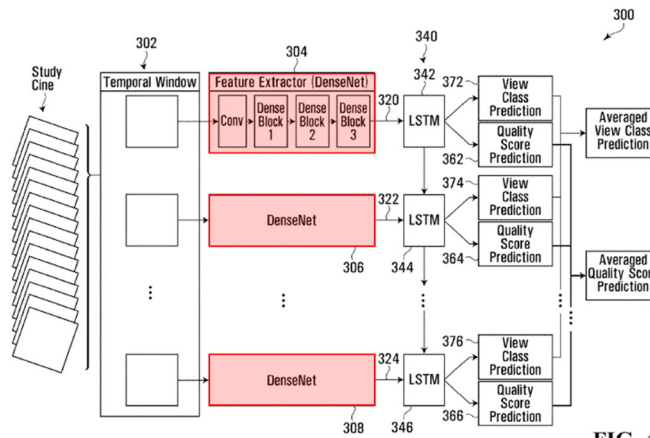 300
302
304
340
Study
Cine
Temporal Window
Feature Extractor (DenseNet)
342
372
View
Class
Prediction
Conv
Dense
Block
1
Dense
Block
2
Dense
Block
3
320
LSTM
Averaged
View Class
Prediction
Quality
Score
Prediction
362
322
374
View
Class
Prediction
DenseNet
LSTM
306
344
364
Quality
Score
Prediction
Averaged
Quality Score
Prediction
376
View
Class
Prediction
324
DenseNet
LSTM
308
346
366
Quality
Score
Prediction
FIG.